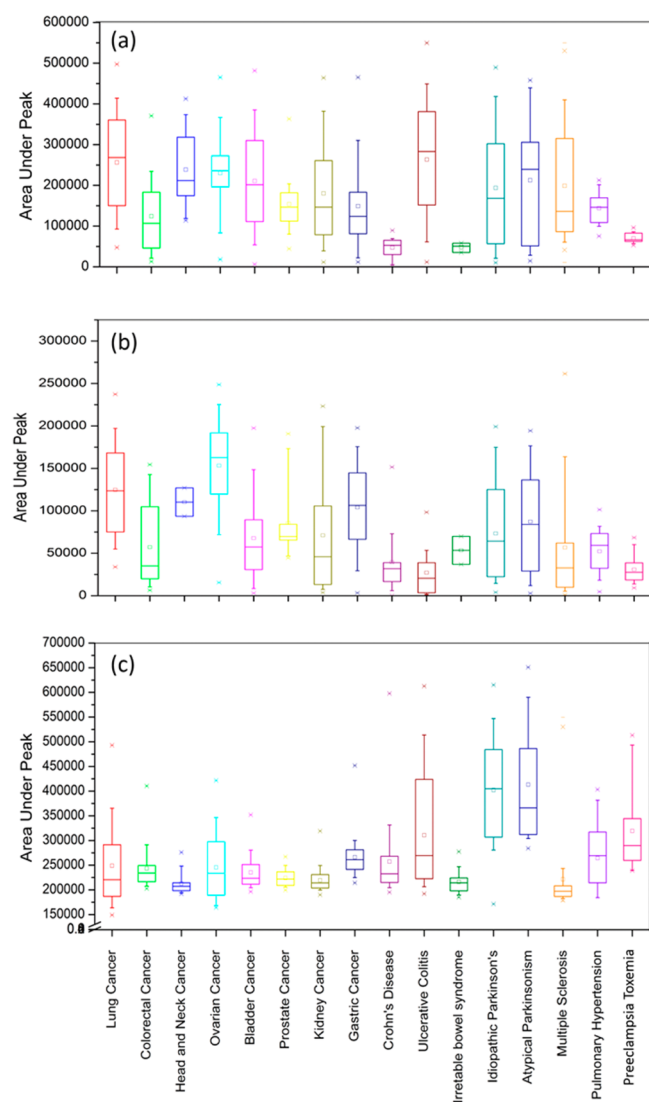 (a)
Area Under Peak
600000
500000
400000
300000
200000
100000
0
(b)
Area Under Peak
300000
250000
200000
150000
100000
50000
0
(c)
Area Under Peak
700000
650000
600000
550000
500000
450000
400000
350000
300000
250000
200000
150000
Lung Cancer
Colorectal Cancer
Head and Neck Cancer
Ovarian Cancer
Bladder Cancer
Prostate Cancer
Kidney Cancer
Gastric Cancer
Crohn's Disease
Ulcerative Colitis
Irretable bowel syndrome
Idiopathic Parkinson's
Atypical Parkinsonism
Multiple Sclerosis
Pulmonary Hypertension
Preeclampsia Toxemia